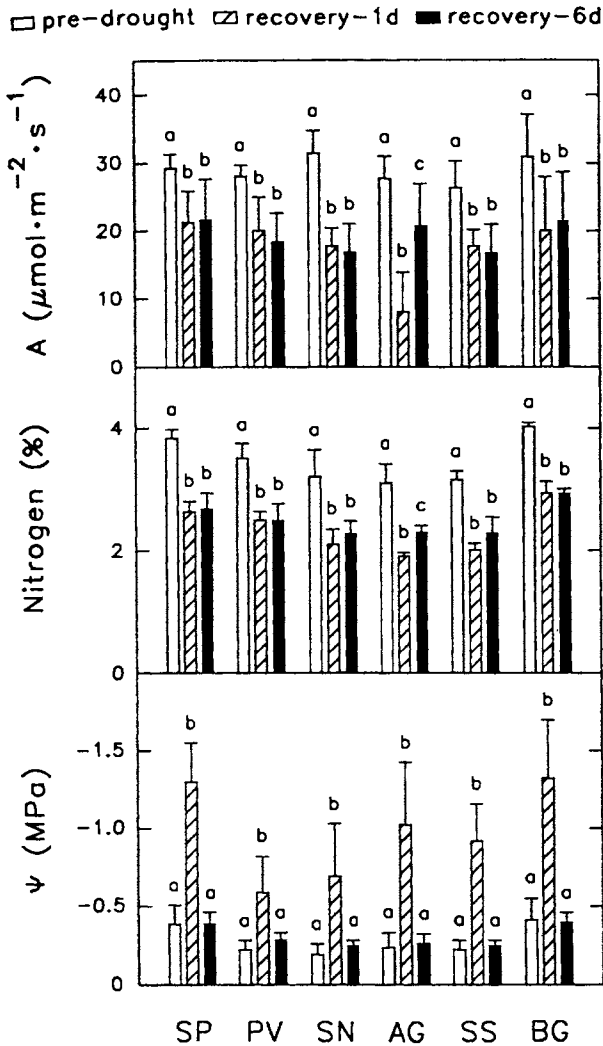 pre-drought recovery-1d recovery-6d
A (μmol·m⁻²·s⁻¹)
40
30
20
10
0
a b b a b b a b b a b c a b b a b b
Nitrogen (%)
4
2
0
a b b a b b a b b a b c a b b a b b
Ψ (MPa)
-1.5
-1.0
-0.5
0
a b a a b a a b a a b a a b a a b a
SP PV SN AG SS BG